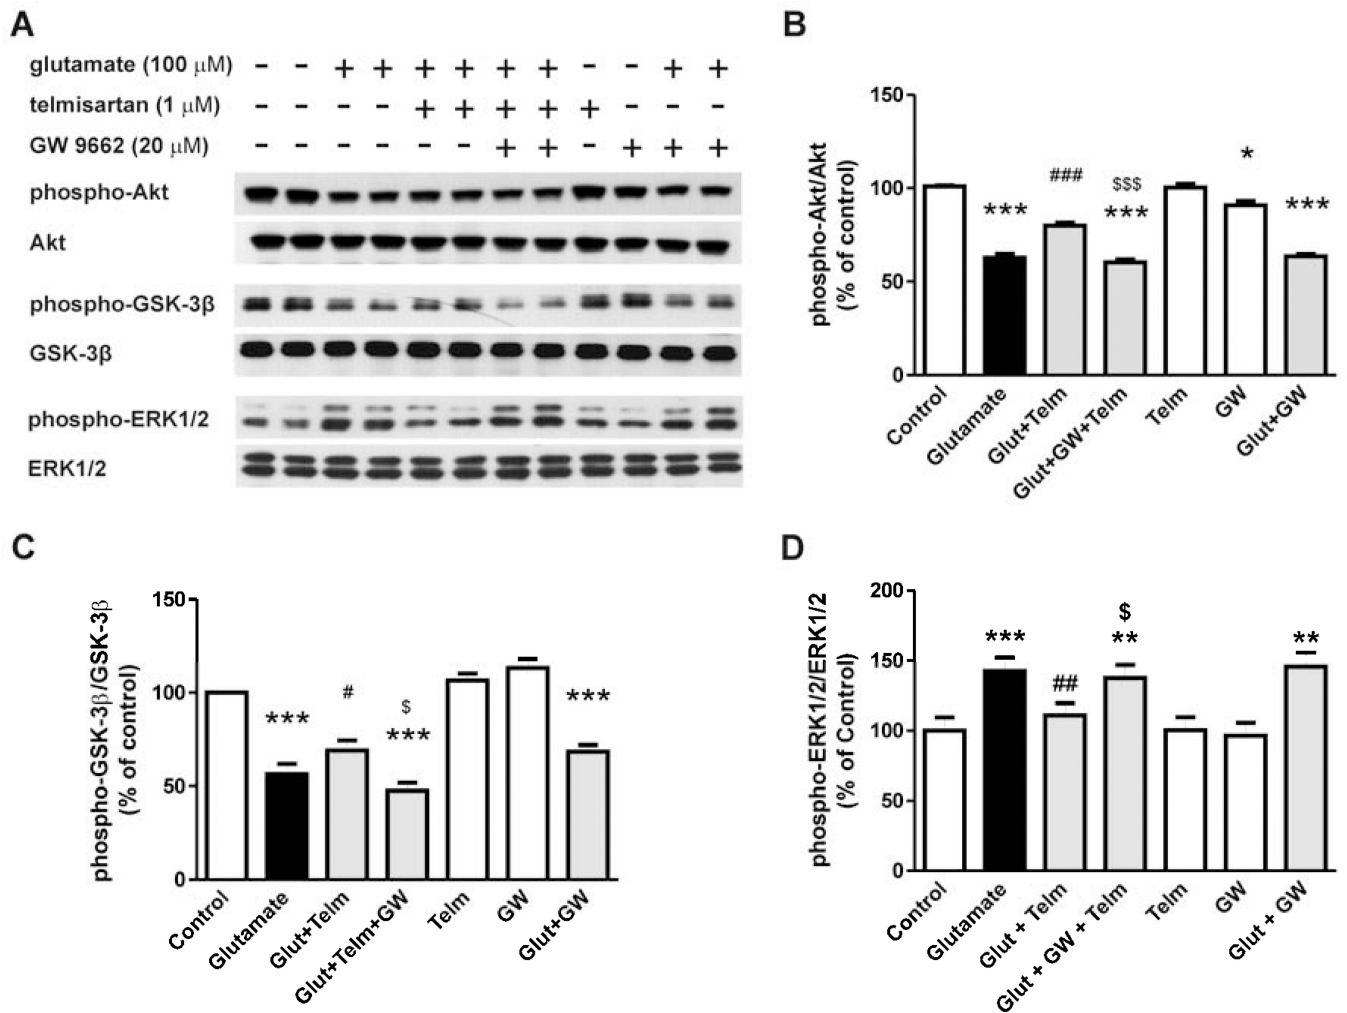 A
glutamate (100 μM) - - + + + + + + - - + +
telmisartan (1 μM) - - - - + + + + + - - -
GW 9662 (20 μM) - - - - - - + + - + + +
phospho-Akt
Akt
phospho-GSK-3β
GSK-3β
phospho-ERK1/2
ERK1/2
B
phospho-Akt/Akt
(% of control)
150
100
50
0
***
###
$$$
***
*
***
Control
Glutamate
Glut+Telm
Glut+GW+Telm
Telm
GW
Glut+GW
C
phospho-GSK-3β/GSK-3β
(% of control)
150
100
50
0
***
#
$
***
***
Control
Glutamate
Glut+Telm
Glut+Telm+GW
Telm
GW
Glut+GW
D
phospho-ERK1/2/ERK1/2
(% of Control)
200
150
100
50
0
***
##
$
**
**
Control
Glutamate
Glut + Telm
Glut + GW + Telm
Telm
GW
Glut + GW